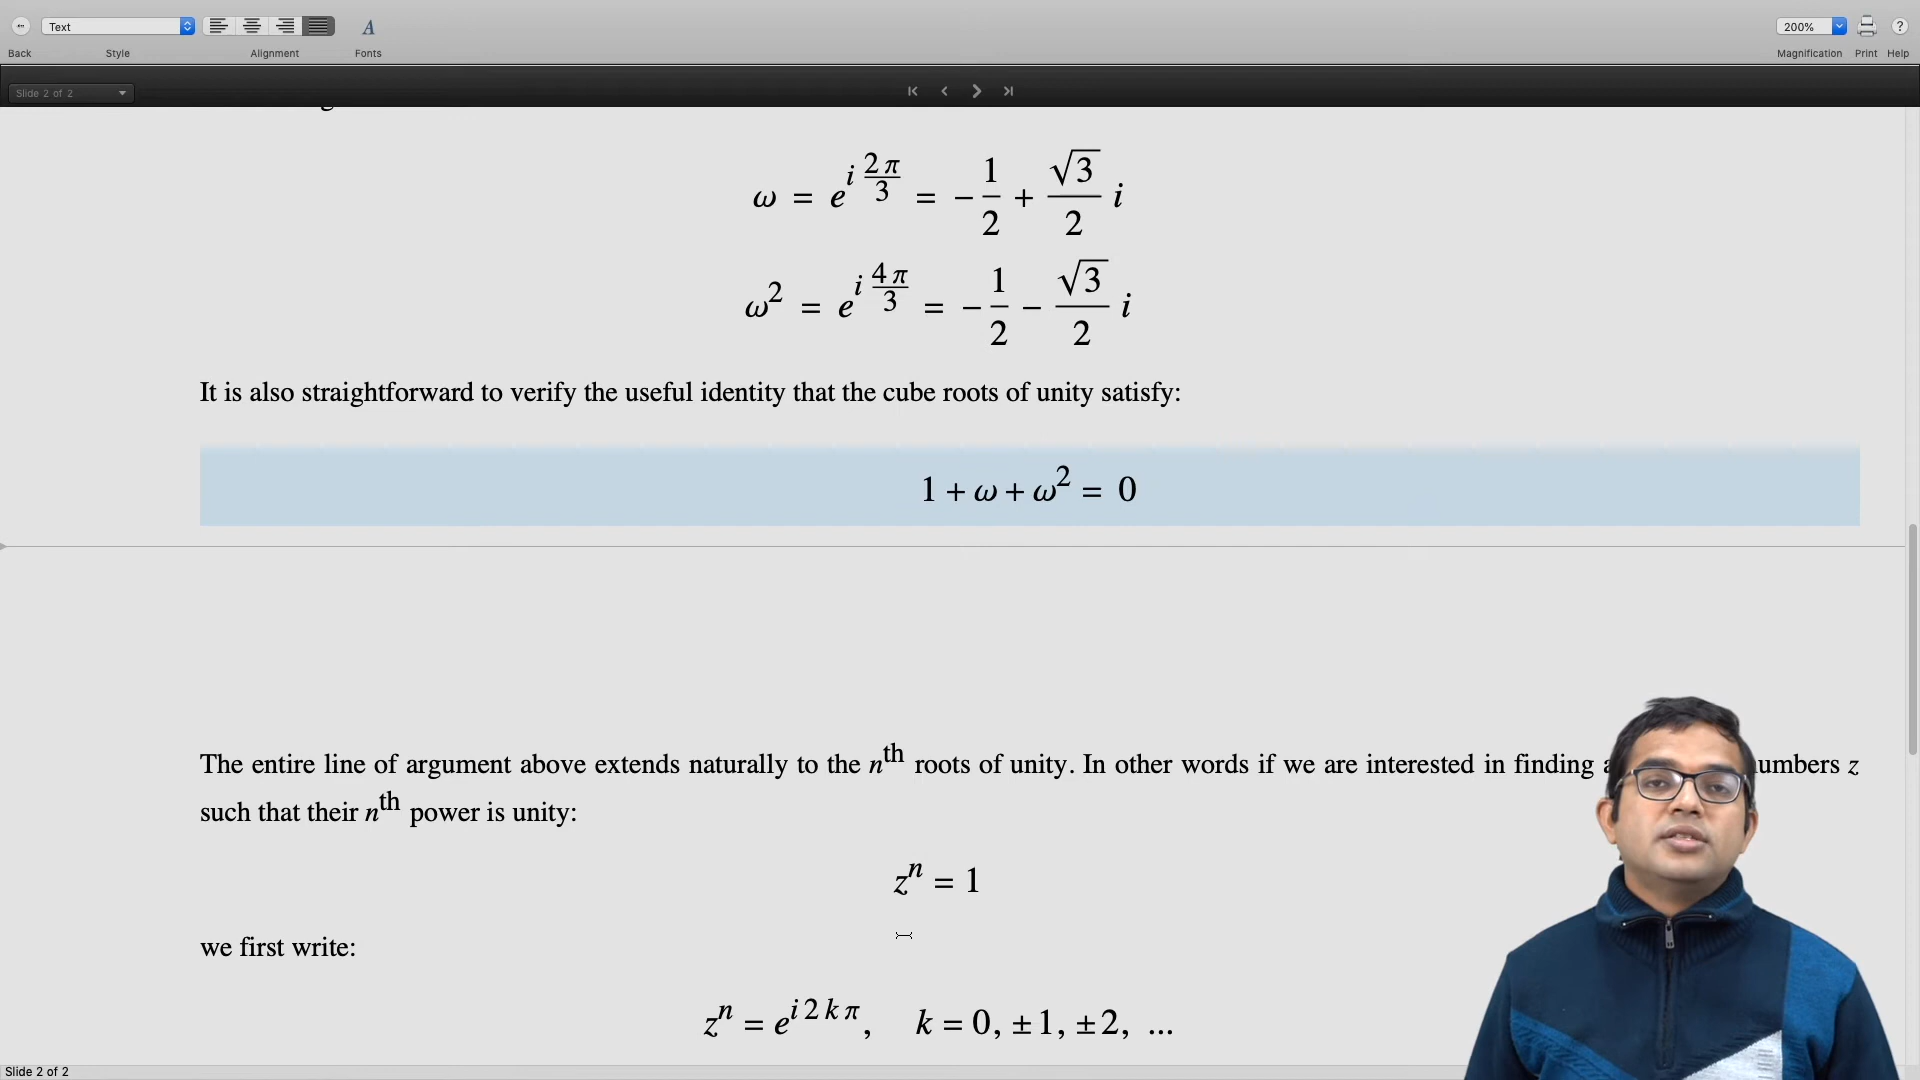 Text
Back
Style
Alignment
A
Fonts
200%
?
Magnification
Print
Help
Slide 2 of 2
ω = e^{i 2π/3} = −1/2 + √3/2 i
ω² = e^{i 4π/3} = −1/2 − √3/2 i
It is also straightforward to verify the useful identity that the cube roots of unity satisfy:
1 + ω + ω² = 0
The entire line of argument above extends naturally to the n^th roots of unity. In other words if we are interested in finding umbers z
such that their n^th power is unity:
z^n = 1
we first write:
z^n = e^{i 2 k π}, k = 0, ±1, ±2, ...
Slide 2 of 2